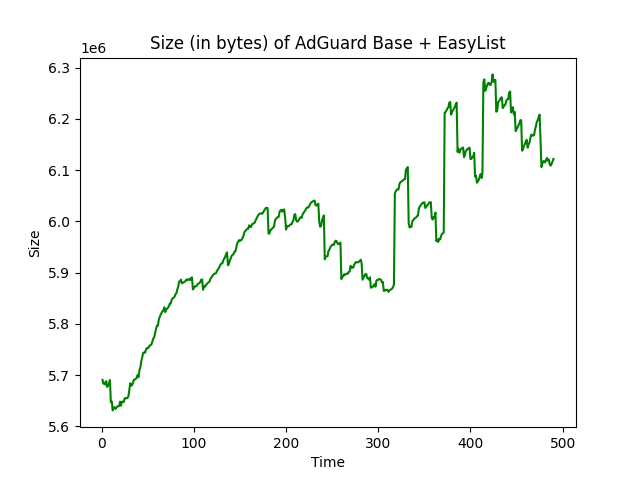 Size (in bytes) of AdGuard Base + EasyList
1e6
6.3
6.2
6.1
6.0
5.9
5.8
5.7
5.6
Size
0 100 200 300 400 500
Time